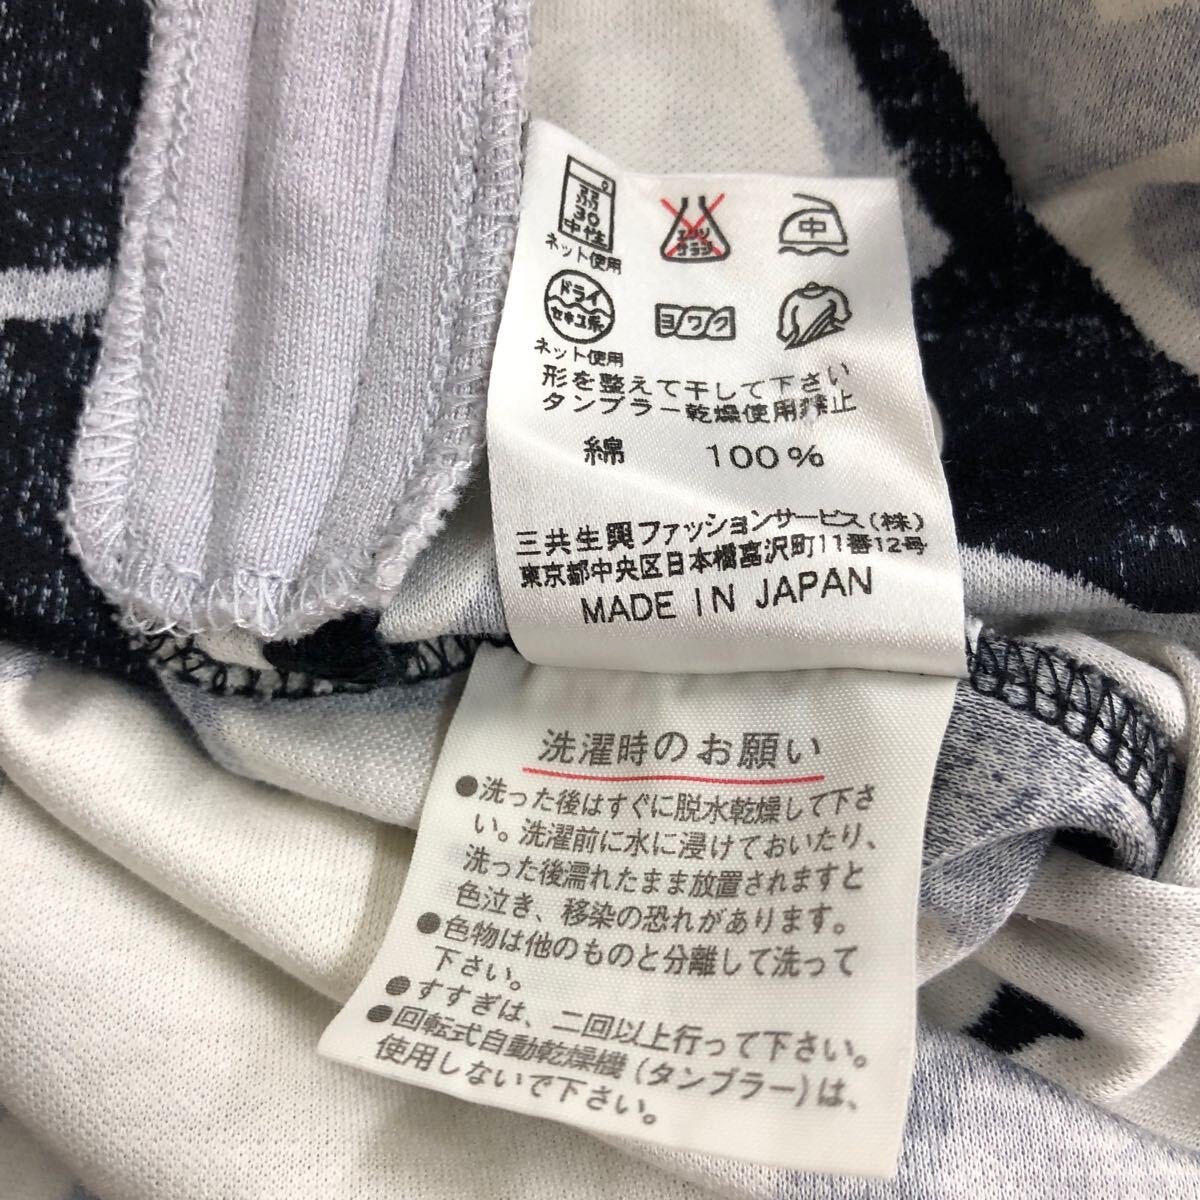 弱
30
中性
ネット使用
エンソ
サラシ
中
ドライ
セキユ系
ネット使用
ヨワク
形を整えて干して下さい
タンブラー乾燥使用禁止
綿 100%
三共生興ファッションサービス(株)
東京都中央区日本橋富沢町11番12号
MADE IN JAPAN
洗濯時のお願い
●洗った後はすぐに脱水乾燥して下さ
い。洗濯前に水に浸けておいたり、
洗った後濡れたまま放置されますと
色泣き、移染の恐れがあります。
●色物は他のものと分離して洗って
下さい。
●すすぎは、二回以上行って下さい。
●回転式自動乾燥機(タンブラー)は、
使用しないで下さい。